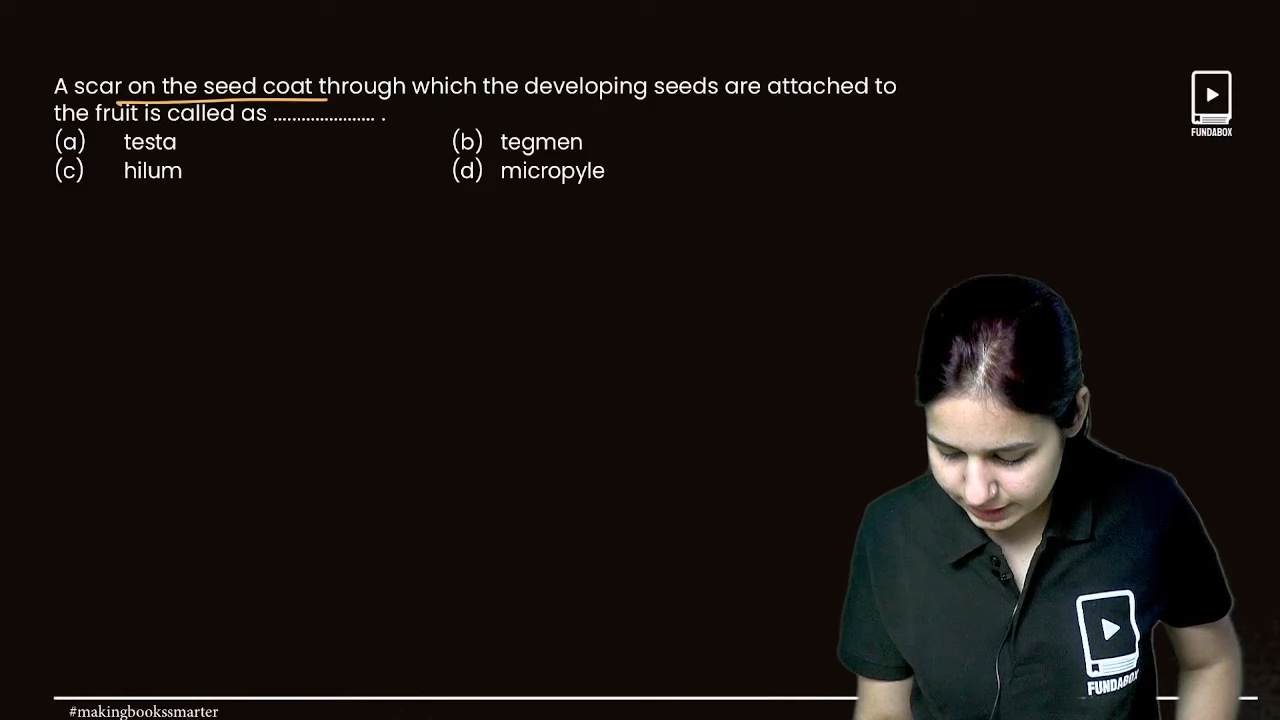 A scar on the seed coat through which the developing seeds are attached to
the fruit is called as ...................... .
(a) testa (b) tegmen
(c) hilum (d) micropyle
FUNDABOX
FUNDABOX
#makingbookssmarter